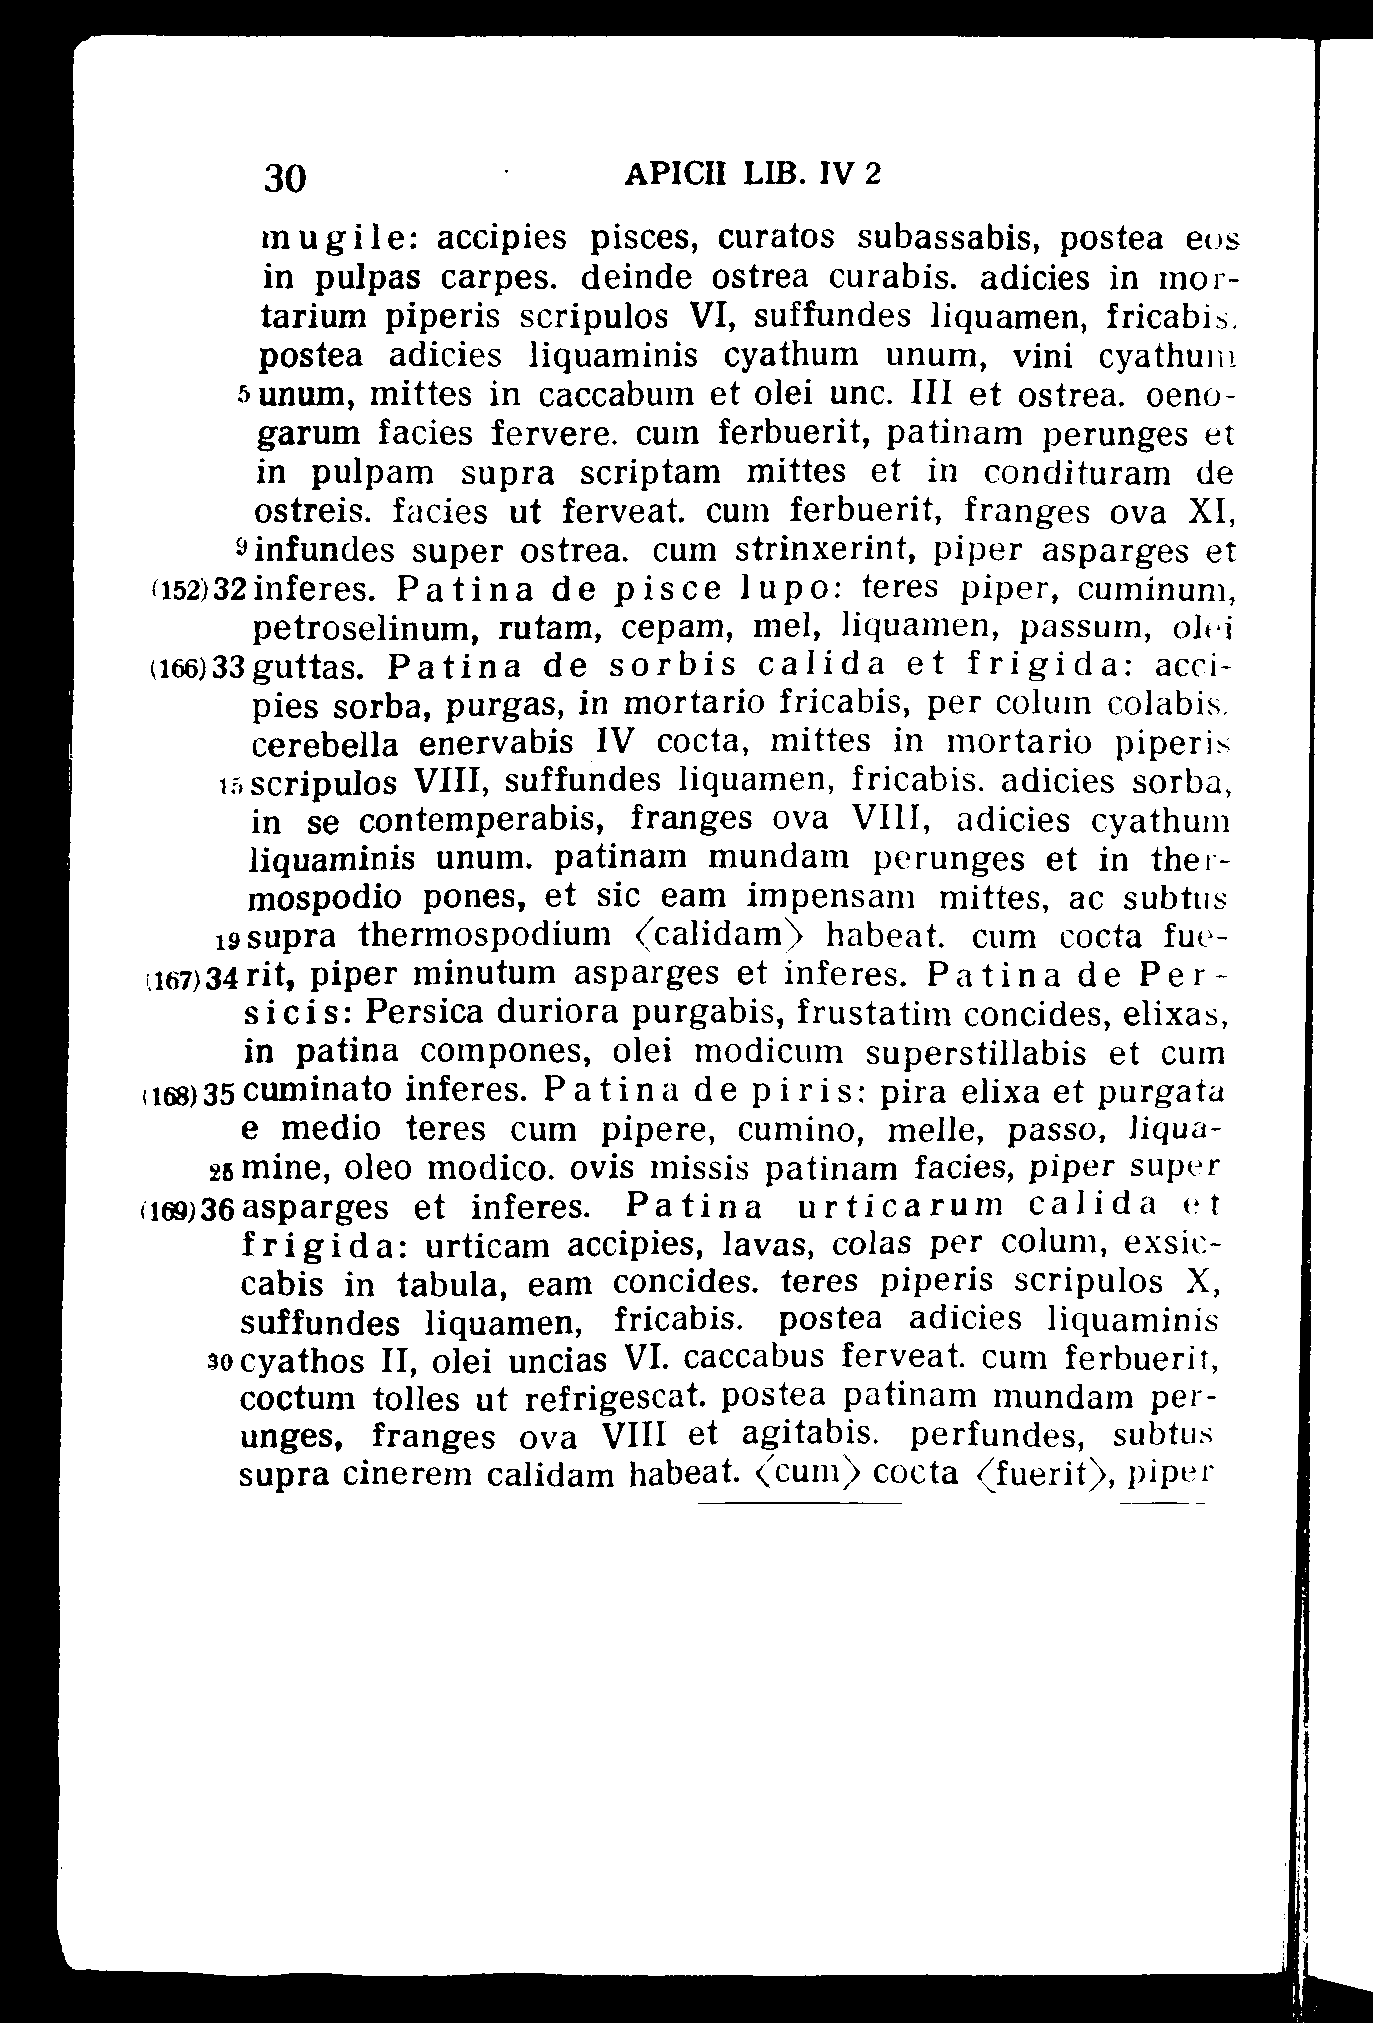 30 APICII LIB. IV 2
mugile: accipies pisces, curatos subassabis, postea eos
in pulpas carpes. deinde ostrea curabis. adicies in mor-
tarium piperis scripulos VI, suffundes liquamen, fricabis.
postea adicies liquaminis cyathum unum, vini cyathum
5 unum, mittes in caccabum et olei unc. III et ostrea. oeno-
garum facies fervere. cum ferbuerit, patinam perunges et
in pulpam supra scriptam mittes et in condituram de
ostreis. facies ut ferveat. cum ferbuerit, franges ova XI,
9 infundes super ostrea. cum strinxerint, piper asparges et
(152) 32 inferes. Patina de pisce lupo: teres piper, cuminum,
petroselinum, rutam, cepam, mel, liquamen, passum, olei
(166) 33 guttas. Patina de sorbis calida et frigida: acci-
pies sorba, purgas, in mortario fricabis, per colum colabis.
cerebella enervabis IV cocta, mittes in mortario piperis
15 scripulos VIII, suffundes liquamen, fricabis. adicies sorba,
in se contemperabis, franges ova VIII, adicies cyathum
liquaminis unum. patinam mundam perunges et in ther-
mospodio pones, et sic eam impensam mittes, ac subtus
19 supra thermospodium ⟨calidam⟩ habeat. cum cocta fue-
(167) 34 rit, piper minutum asparges et inferes. Patina de Per-
sicis: Persica duriora purgabis, frustatim concides, elixas,
in patina compones, olei modicum superstillabis et cum
(168) 35 cuminato inferes. Patina de piris: pira elixa et purgata
e medio teres cum pipere, cumino, melle, passo, liqua-
25 mine, oleo modico. ovis missis patinam facies, piper super
(169) 36 asparges et inferes. Patina urticarum calida et
frigida: urticam accipies, lavas, colas per colum, exsic-
cabis in tabula, eam concides. teres piperis scripulos X,
suffundes liquamen, fricabis. postea adicies liquaminis
30 cyathos II, olei uncias VI. caccabus ferveat. cum ferbuerit,
coctum tolles ut refrigescat. postea patinam mundam per-
unges, franges ova VIII et agitabis. perfundes, subtus
supra cinerem calidam habeat. ⟨cum⟩ cocta ⟨fuerit⟩, piper